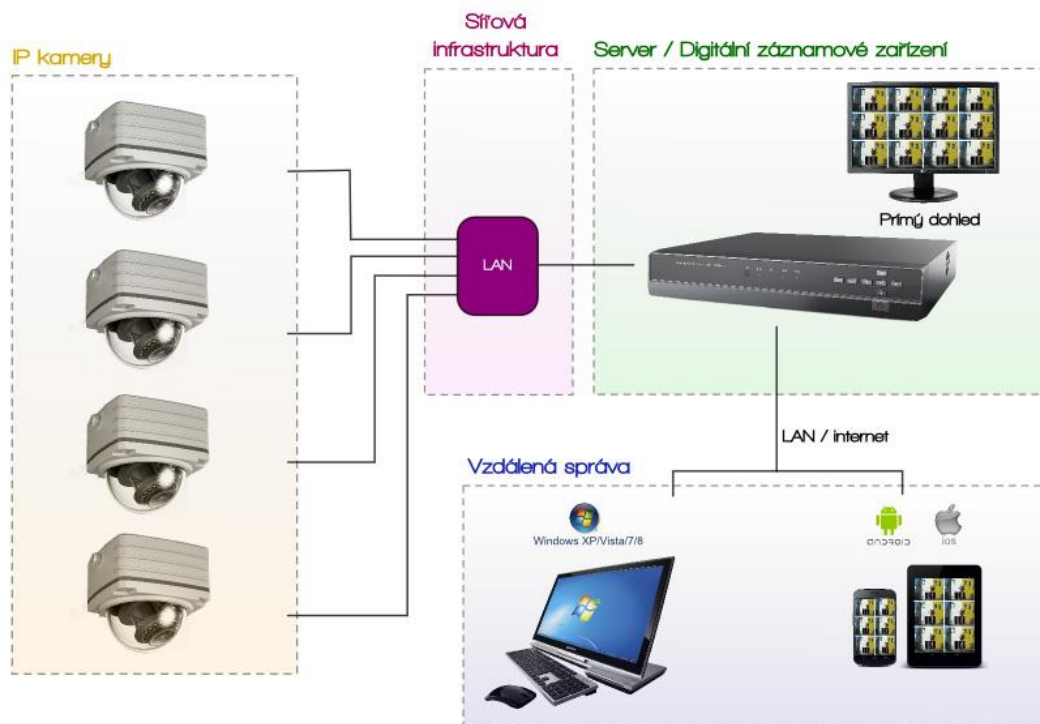 Síťová
infrastruktura
IP kamery
Server / Digitální záznamové zařízení
Prímý dohled
LAN
LAN / internet
Vzdálená správa
Windows XP/Vista/7/8
ANDROID
ios